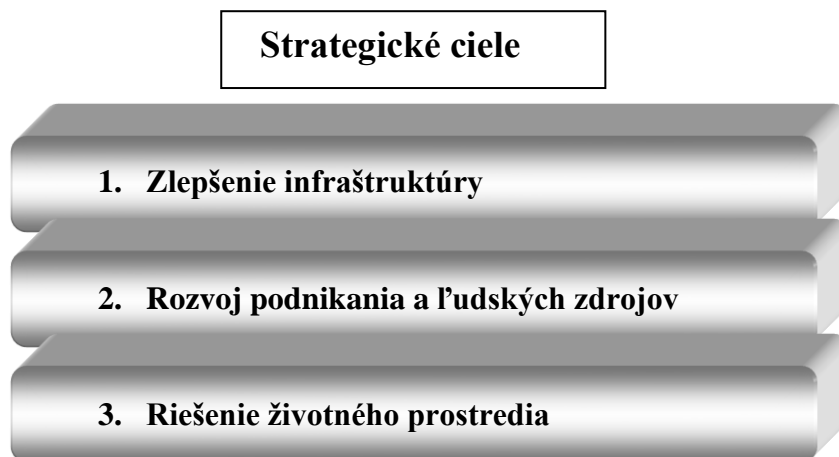 Strategické ciele
1. Zlepšenie infraštruktúry
2. Rozvoj podnikania a ľudských zdrojov
3. Riešenie životného prostredia